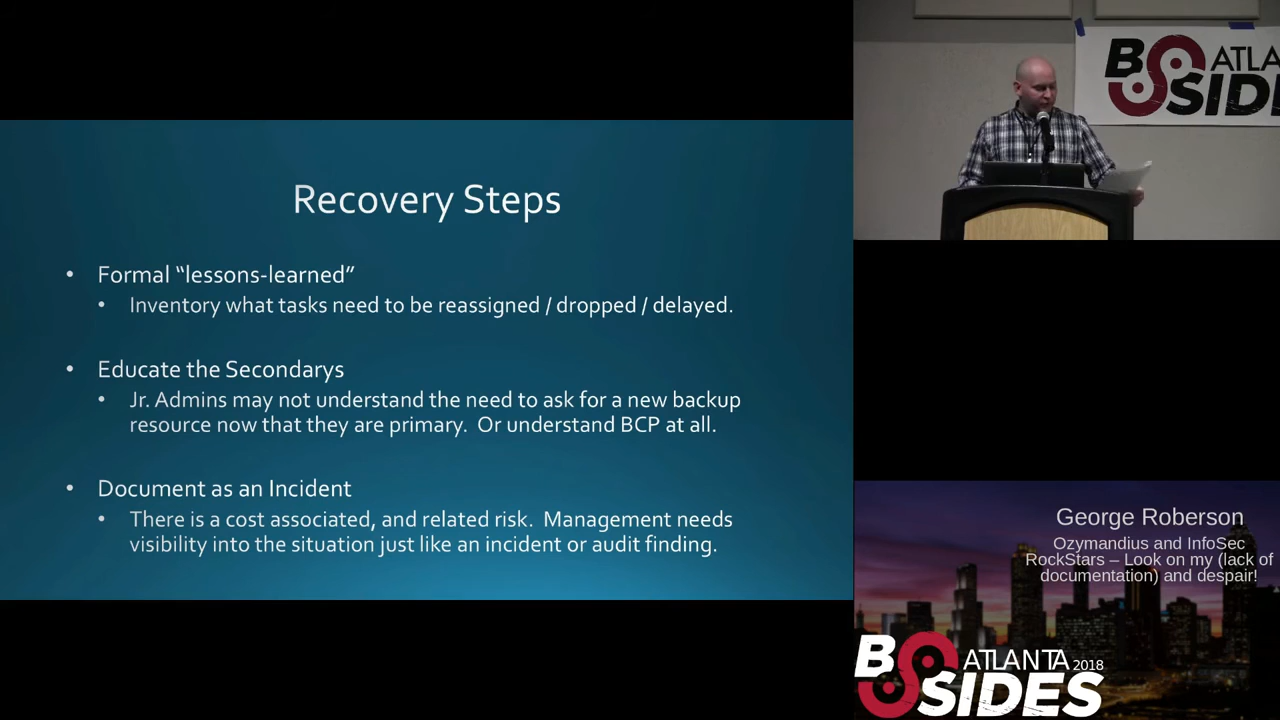 Recovery Steps
• Formal “lessons-learned”
• Inventory what tasks need to be reassigned / dropped / delayed.
• Educate the Secondarys
• Jr. Admins may not understand the need to ask for a new backup
resource now that they are primary.  Or understand BCP at all.
• Document as an Incident
• There is a cost associated, and related risk.  Management needs
visibility into the situation just like an incident or audit finding.
B ATLA
SIDE
George Roberson
Ozymandius and InfoSec
RockStars – Look on my (lack of
documentation) and despair!
B ATLANTA 2018
SIDES